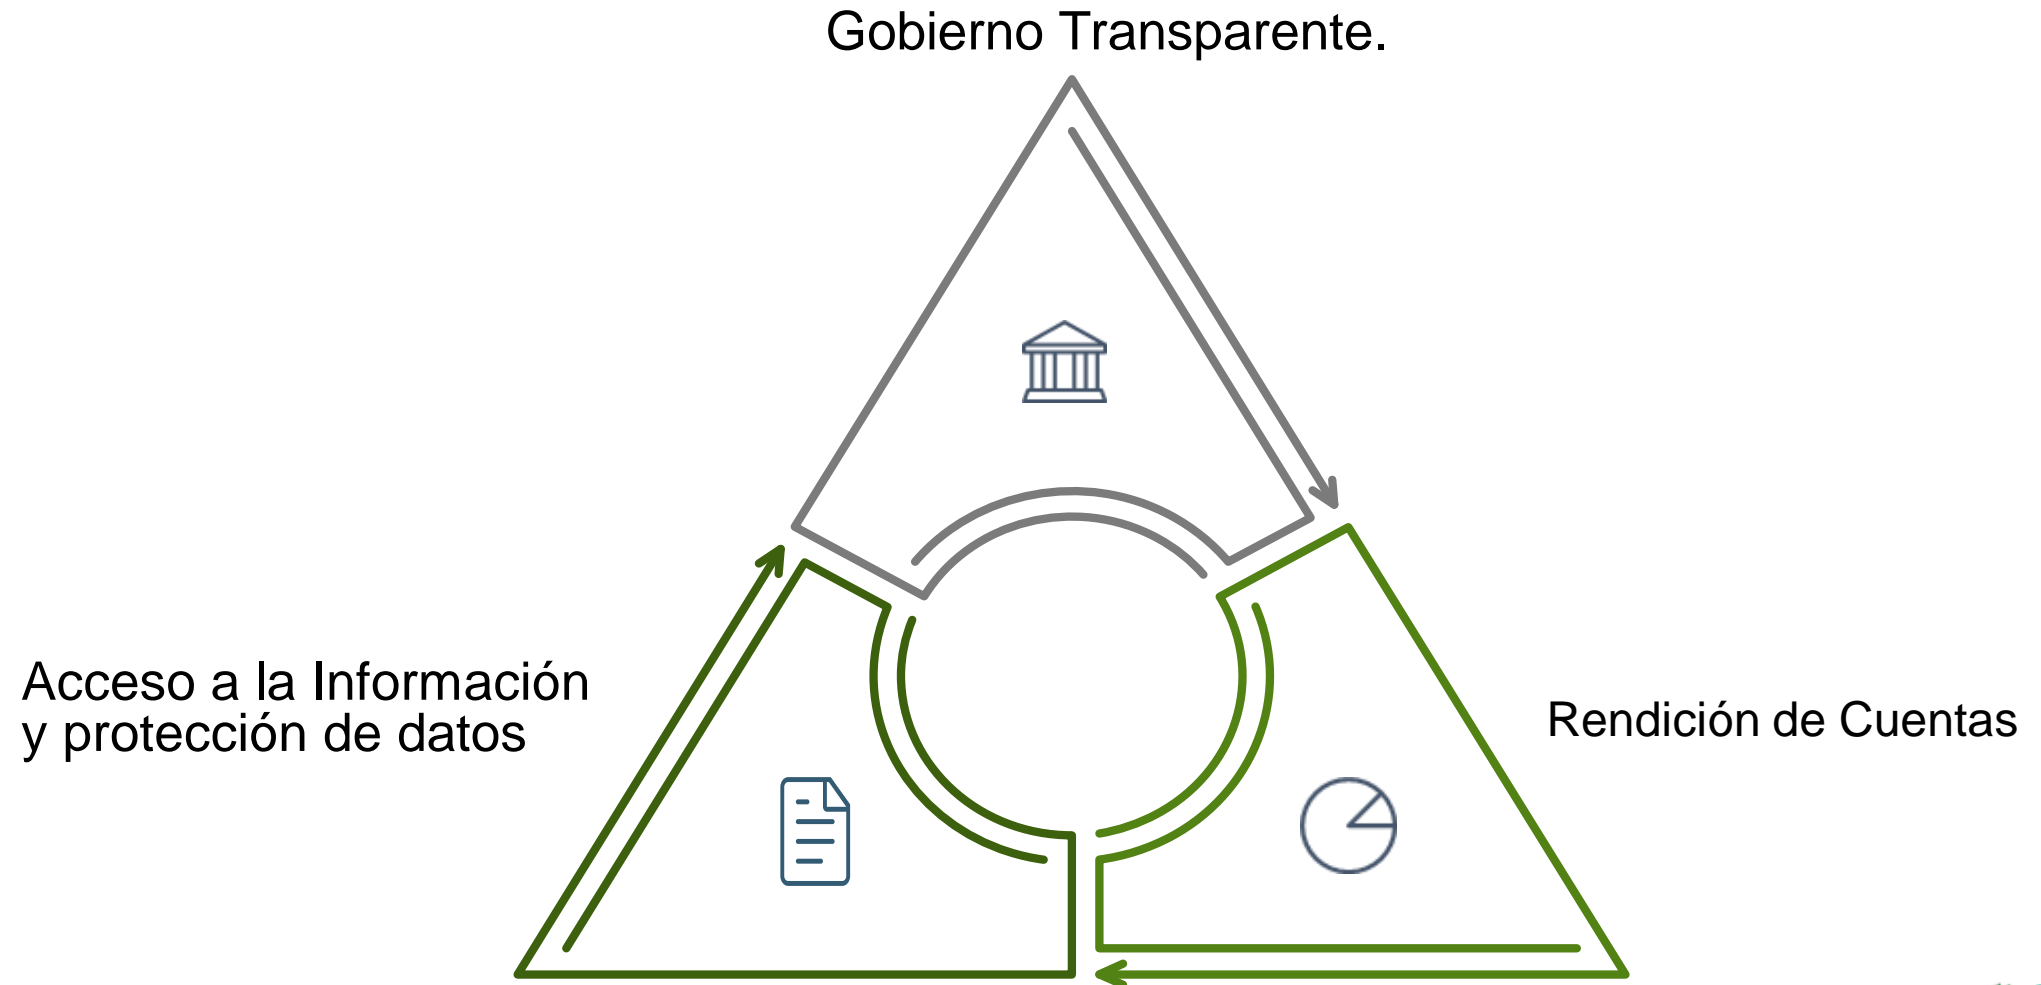 Gobierno Transparente.
Acceso a la Información
y protección de datos
Rendición de Cuentas